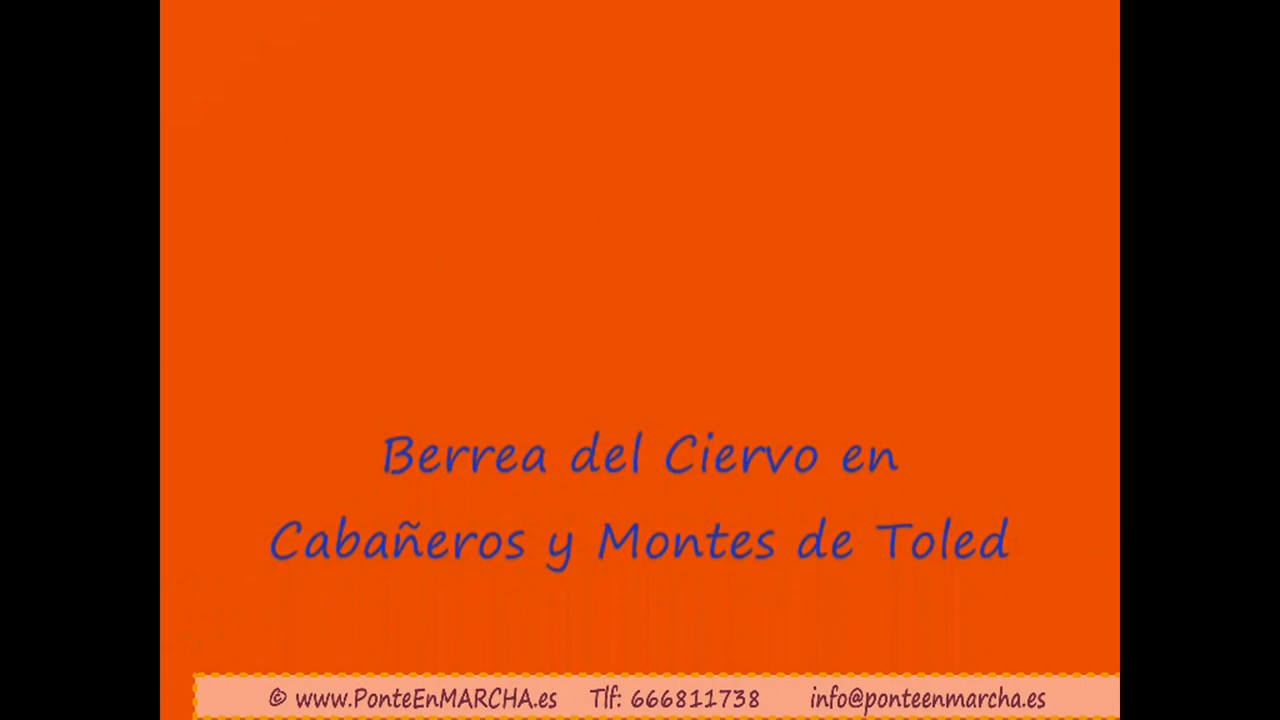 Berrea del Ciervo en
Cabañeros y Montes de Toled
© www.PonteEnMARCHA.es Tlf: 666811738 info@ponteenmarcha.es